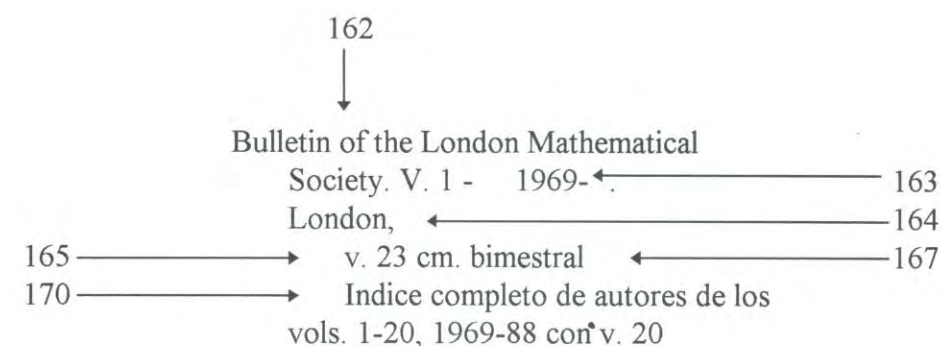 162
Bulletin of the London Mathematical
Society. V. 1 - 1969- . 163
London, 164
165 v. 23 cm. bimestral 167
170 Indice completo de autores de los
vols. 1-20, 1969-88 con v. 20